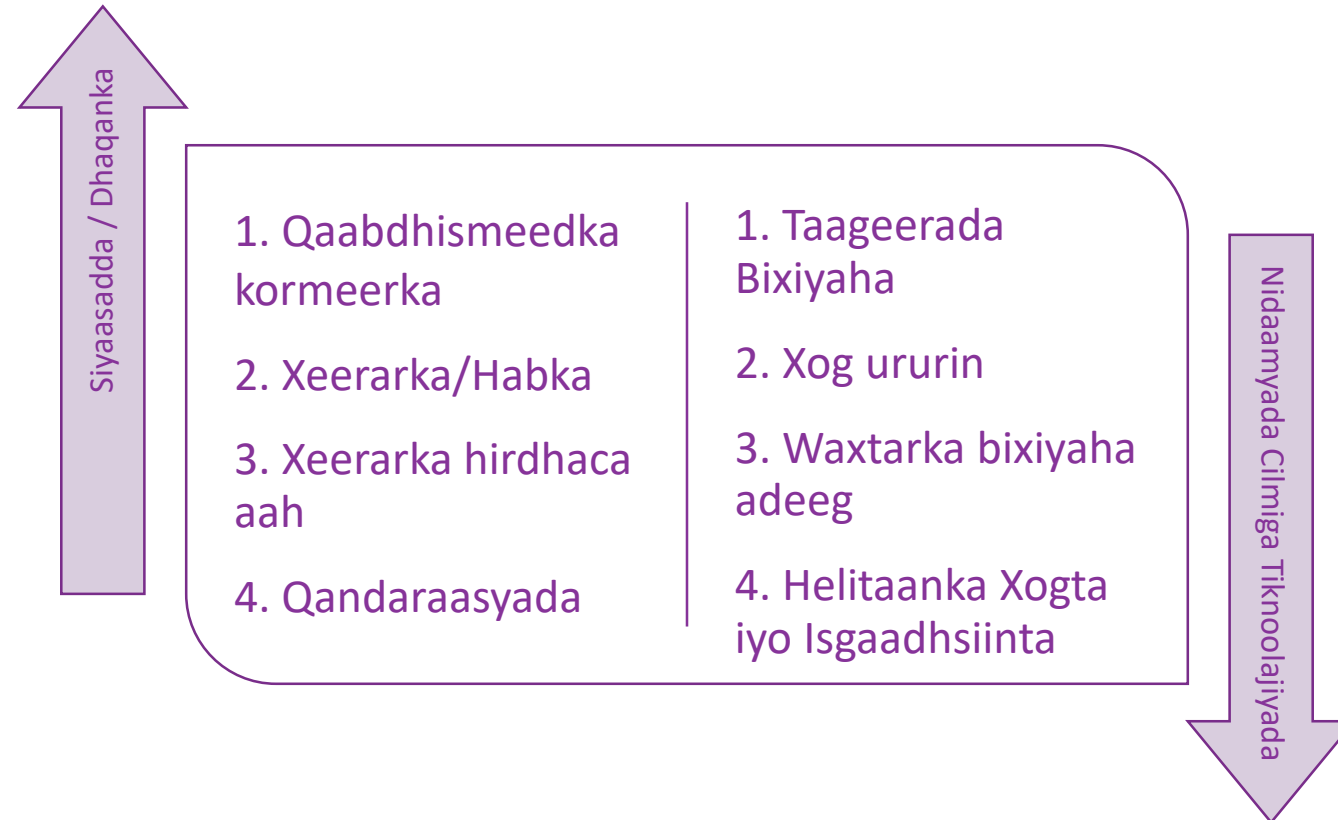 Siyaasadda / Dhaqanka
1. Qaabdhismeedka
kormeerka
2. Xeerarka/Habka
3. Xeerarka hirdhaca
aah
4. Qandaraasyada
1. Taageerada
Bixiyaha
2. Xog ururin
3. Waxtarka bixiyaha
adeeg
4. Helitaanka Xogta
iyo Isgaadhsiinta
Nidaamyada Cilmiga Tiknoolajiyada